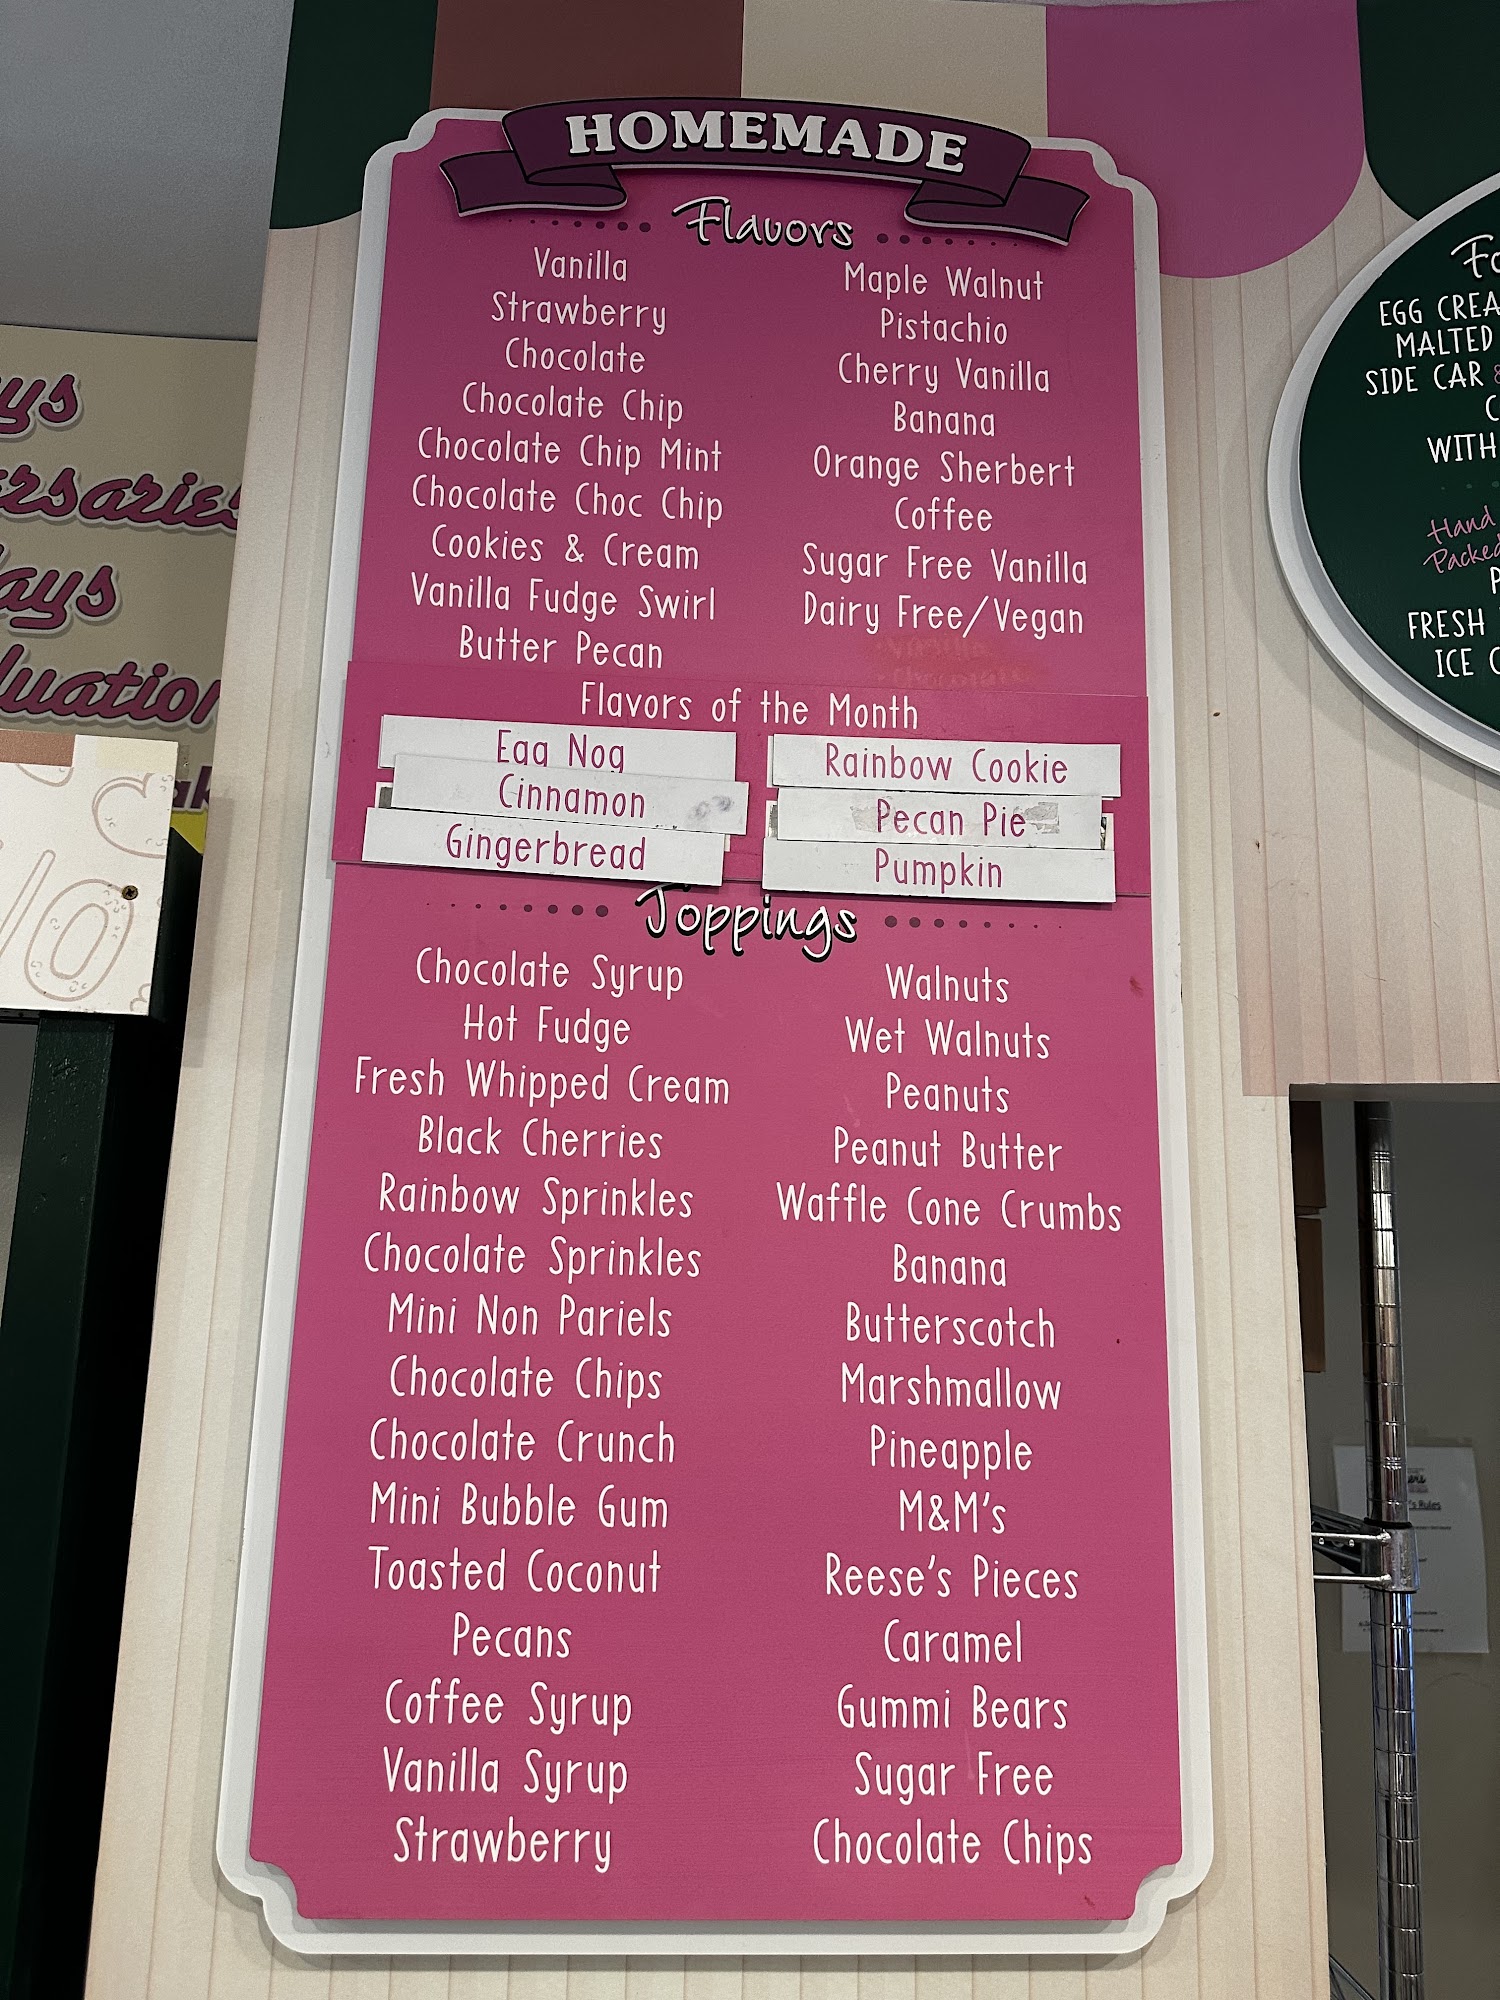 HOMEMADE
Flavors
Vanilla
Strawberry
Chocolate
Chocolate Chip
Chocolate Chip Mint
Chocolate Choc Chip
Cookies & Cream
Vanilla Fudge Swirl
Butter Pecan
Maple Walnut
Pistachio
Cherry Vanilla
Banana
Orange Sherbert
Coffee
Sugar Free Vanilla
Dairy Free/Vegan
Vanilla
Chocolate
Flavors of the Month
Egg Nog
Cinnamon
Gingerbread
Rainbow Cookie
Pecan Pie
Pumpkin
Toppings
Chocolate Syrup
Hot Fudge
Fresh Whipped Cream
Black Cherries
Rainbow Sprinkles
Chocolate Sprinkles
Mini Non Pariels
Chocolate Chips
Chocolate Crunch
Mini Bubble Gum
Toasted Coconut
Pecans
Coffee Syrup
Vanilla Syrup
Strawberry
Walnuts
Wet Walnuts
Peanuts
Peanut Butter
Waffle Cone Crumbs
Banana
Butterscotch
Marshmallow
Pineapple
M&M's
Reese's Pieces
Caramel
Gummi Bears
Sugar Free
Chocolate Chips
EGG
MALTED
SIDE CAR &
WITH
Hand
Packed
FRESH
ICE